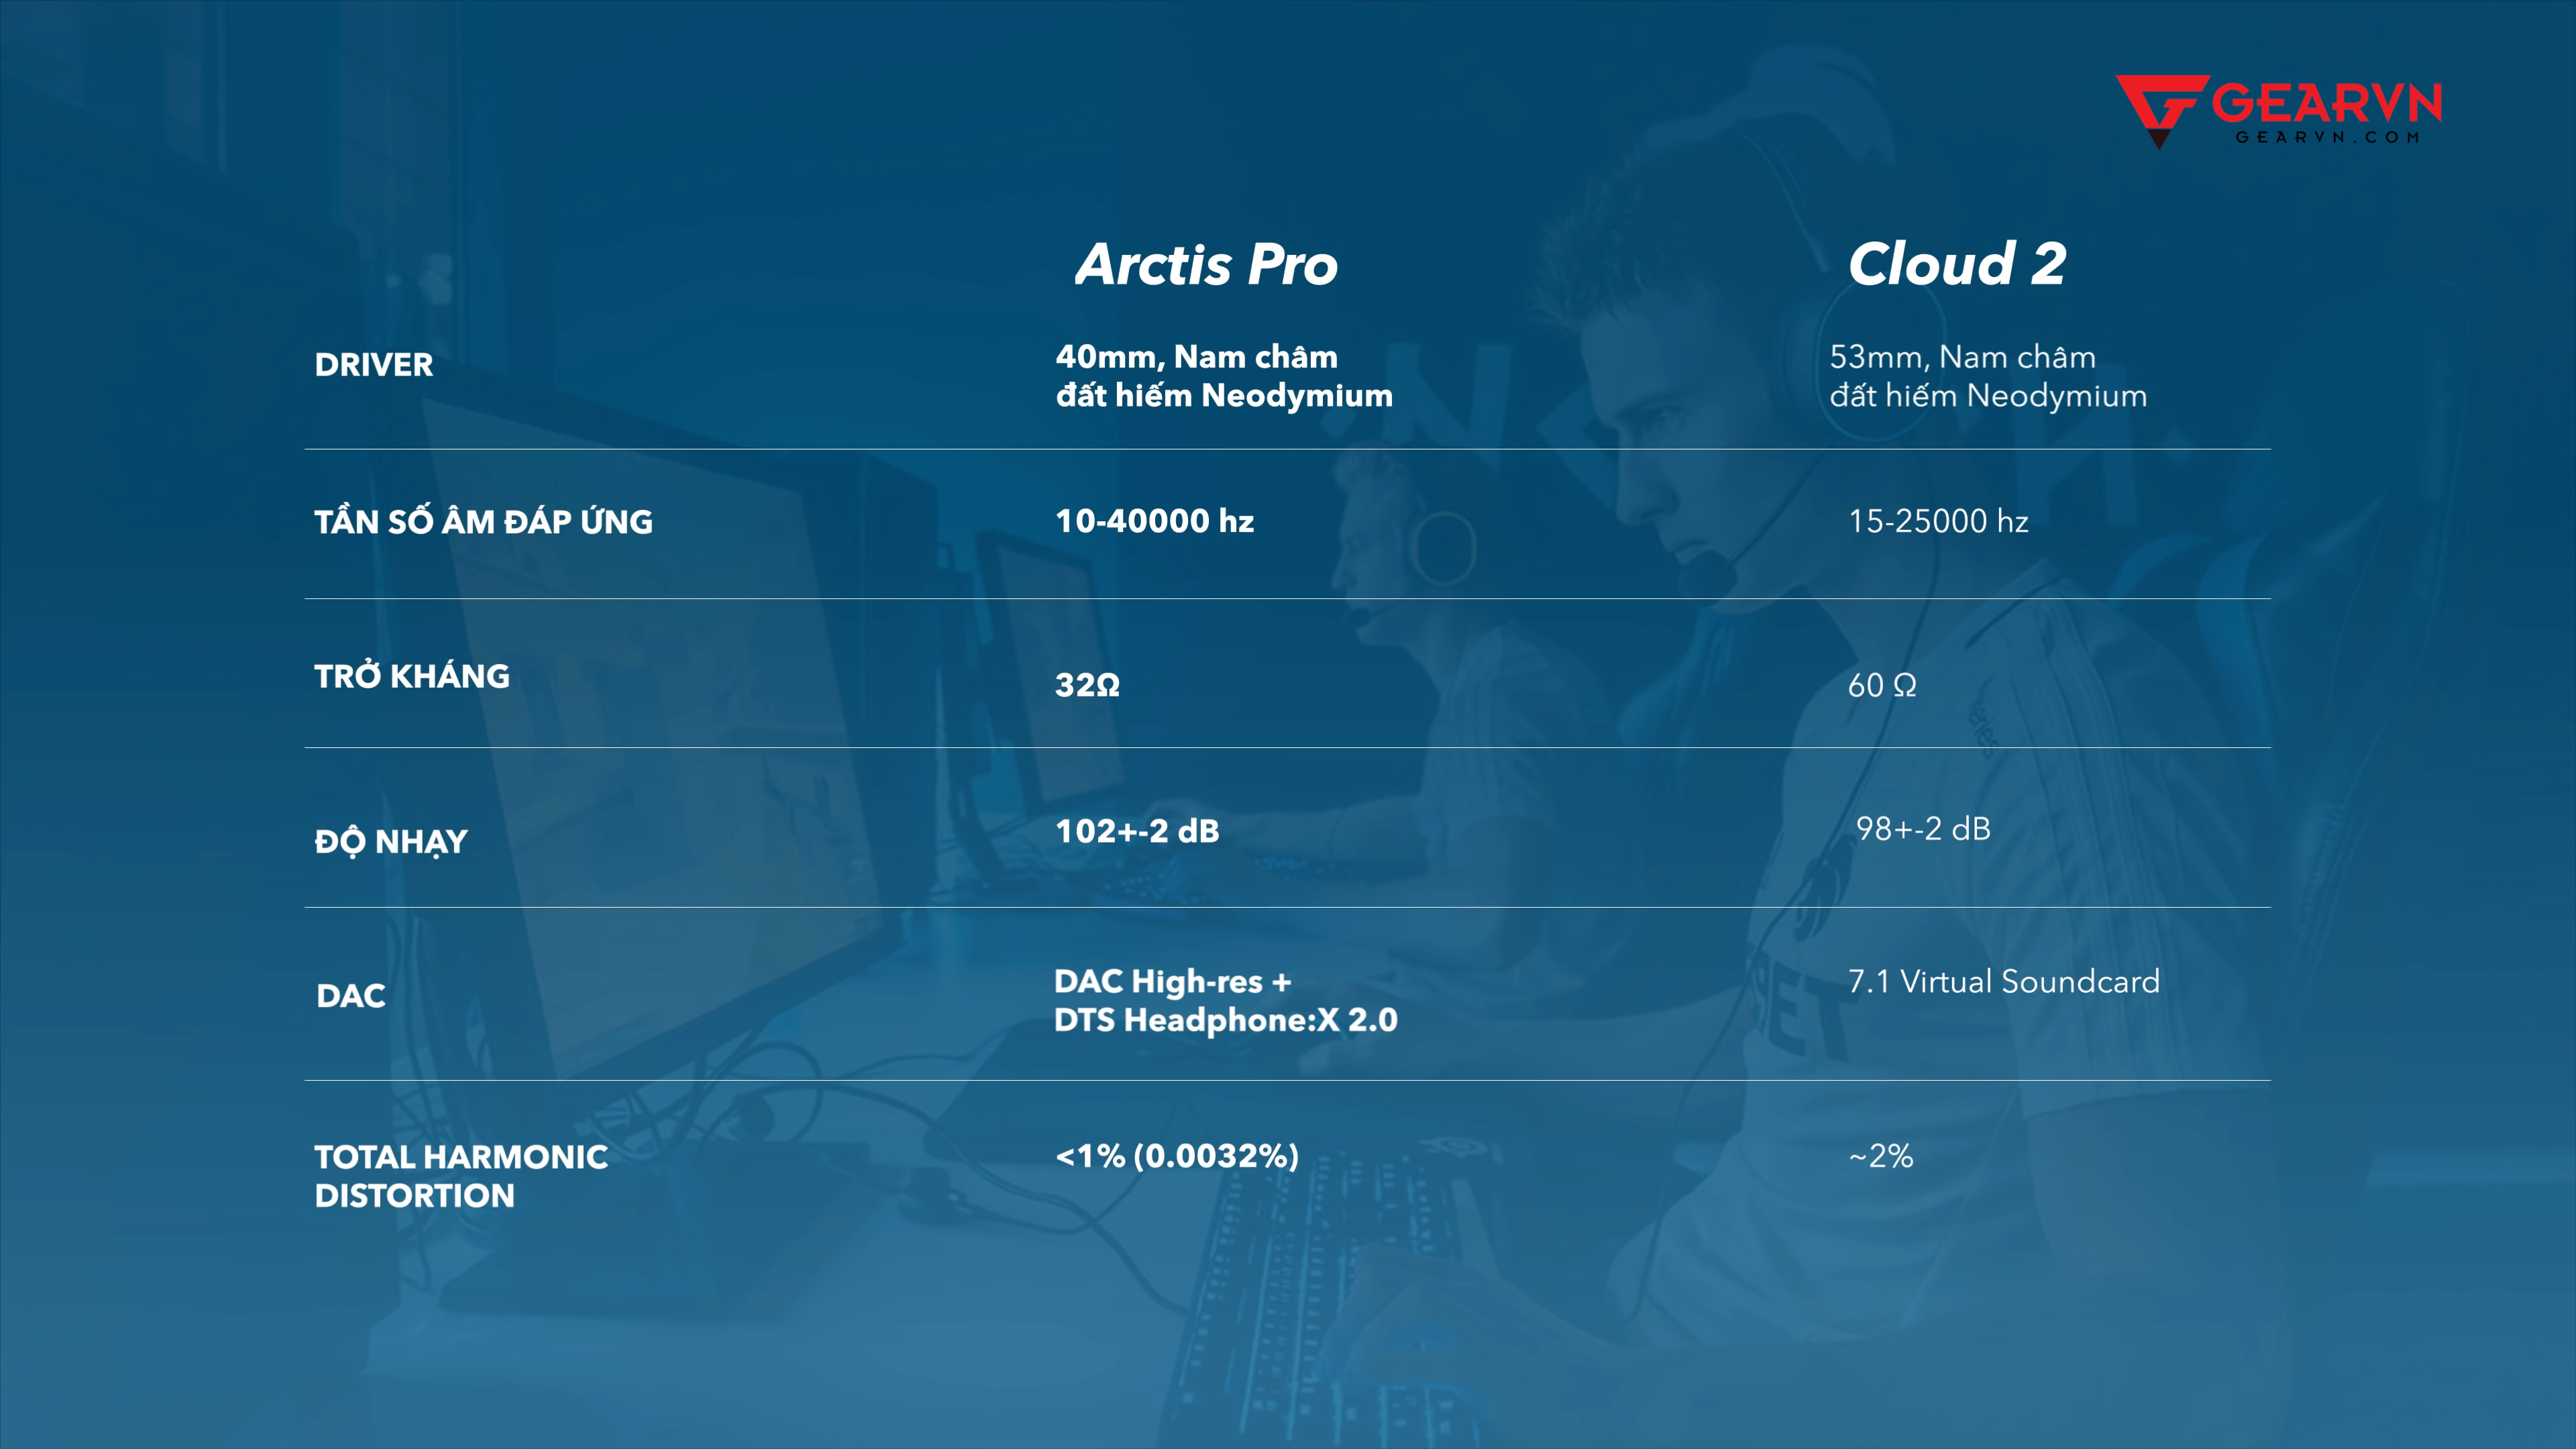 GEARVN
GEARVN.COM
Arctis Pro
Cloud 2
DRIVER
40mm, Nam châm
đất hiếm Neodymium
53mm, Nam châm
đất hiếm Neodymium
TẦN SỐ ÂM ĐÁP ỨNG
10-40000 hz
15-25000 hz
TRỞ KHÁNG
32Ω
60 Ω
ĐỘ NHẠY
102+-2 dB
98+-2 dB
DAC
DAC High-res +
DTS Headphone:X 2.0
7.1 Virtual Soundcard
TOTAL HARMONIC
DISTORTION
<1% (0.0032%)
~2%